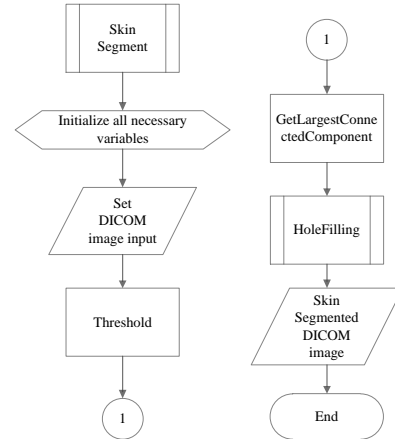 Skin
Segment
Initialize all necessary
variables
Set
DICOM
image input
Threshold
1
1
GetLargestConne
ctedComponent
HoleFilling
Skin
Segmented
DICOM
image
End